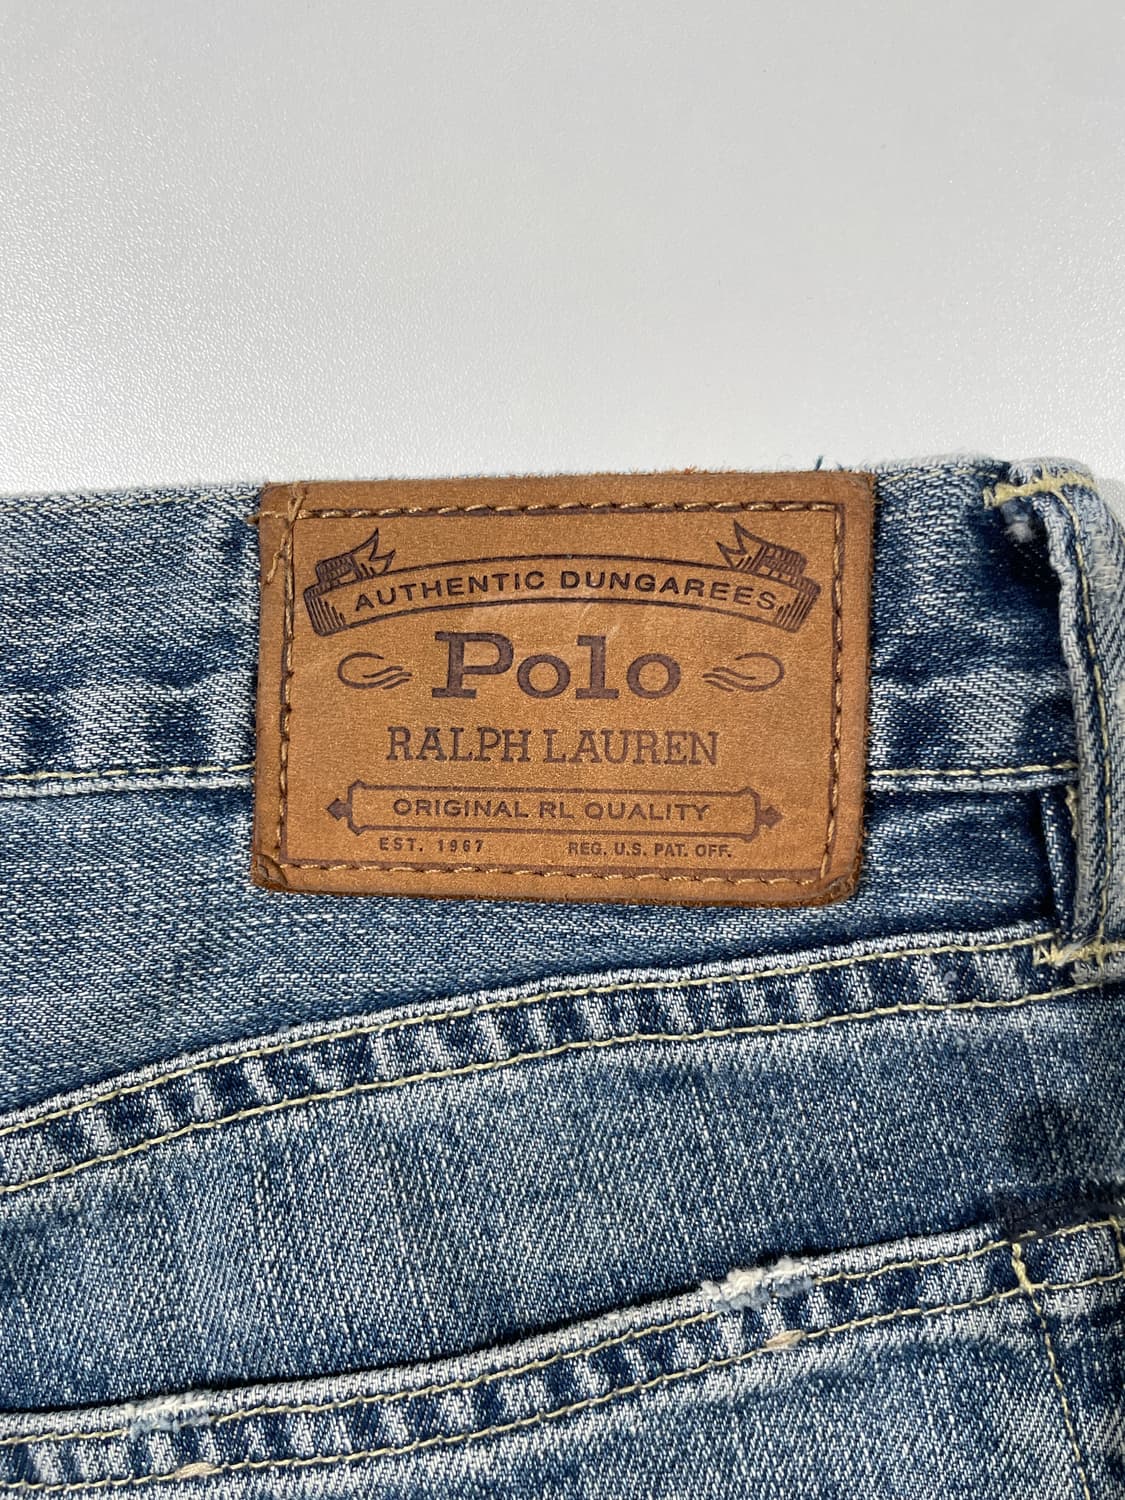 AUTHENTIC DUNGAREES
Polo
RALPH LAUREN
ORIGINAL RL QUALITY
EST. 1967 REG. U.S. PAT. OFF.